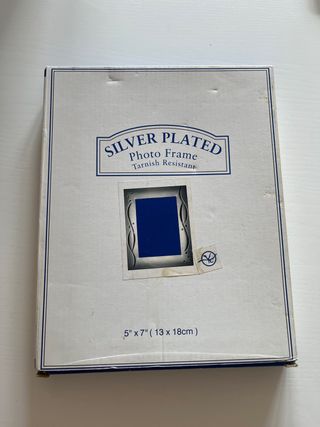 SILVER PLATED
Photo Frame
Tarnish Resistant
5" x 7" ( 13 x 18cm )